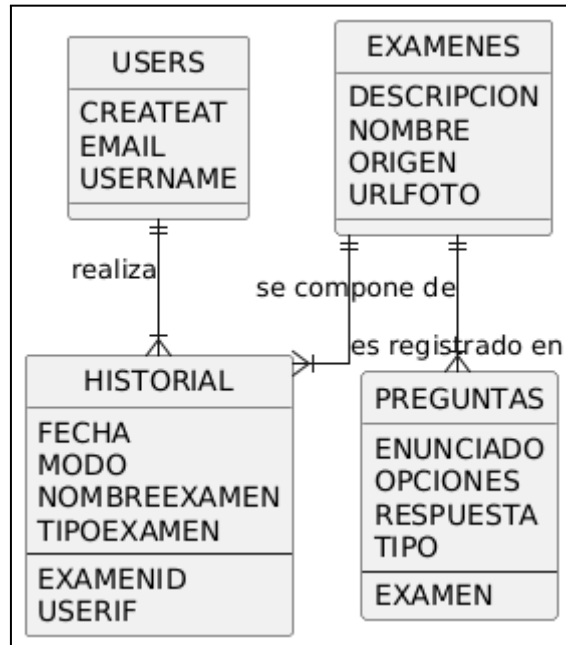 USERS
CREATEAT
EMAIL
USERNAME
EXAMENES
DESCRIPCION
NOMBRE
ORIGEN
URLFOTO
realiza
se compone de
es registrado en
HISTORIAL
FECHA
MODO
NOMBREEXAMEN
TIPOEXAMEN
EXAMENID
USERIF
PREGUNTAS
ENUNCIADO
OPCIONES
RESPUESTA
TIPO
EXAMEN